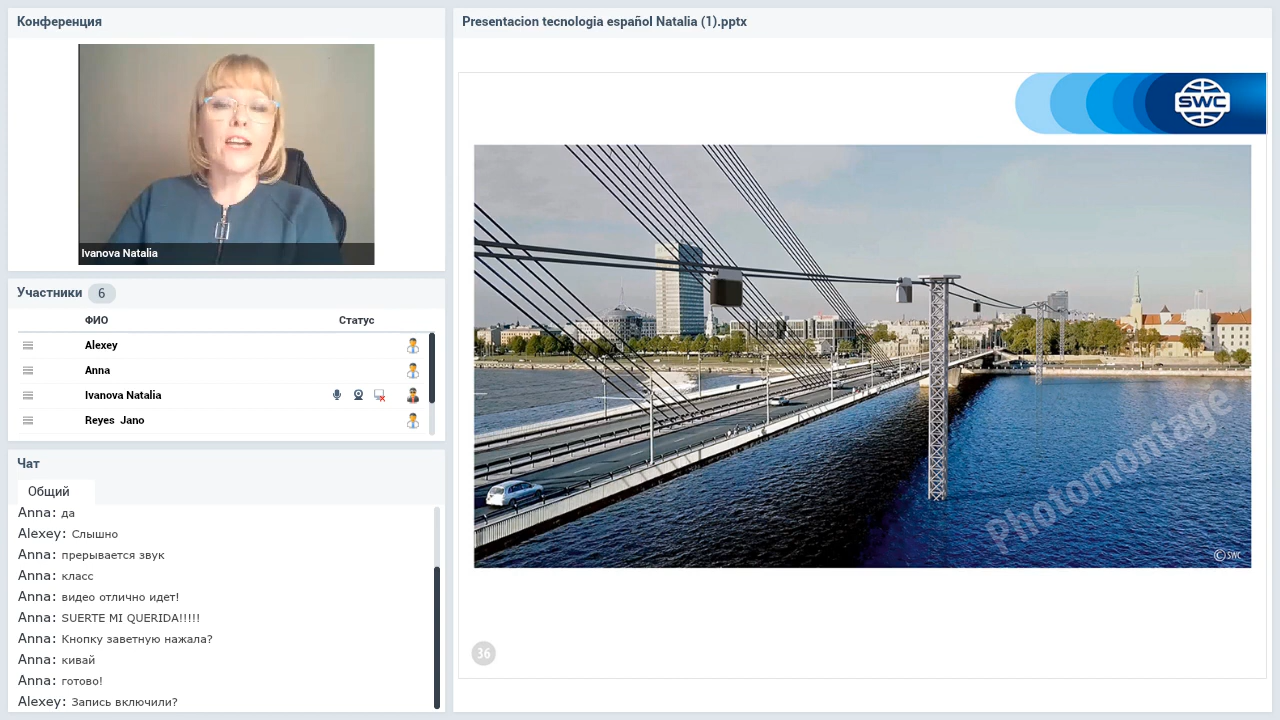 Конференция
Ivanova Natalia
Участники 6
ФИО Статус
Alexey
Anna
Ivanova Natalia
Reyes Jano
Чат
Общий
Anna: да
Alexey: Слышно
Anna: прерывается звук
Anna: класс
Anna: видео отлично идет!
Anna: SUERTE MI QUERIDA!!!!!
Anna: Кнопку заветную нажала?
Anna: кивай
Anna: готово!
Alexey: Запись включили?
Presentacion tecnologia español Natalia (1).pptx
SWC
Photomontage
© SWC
36